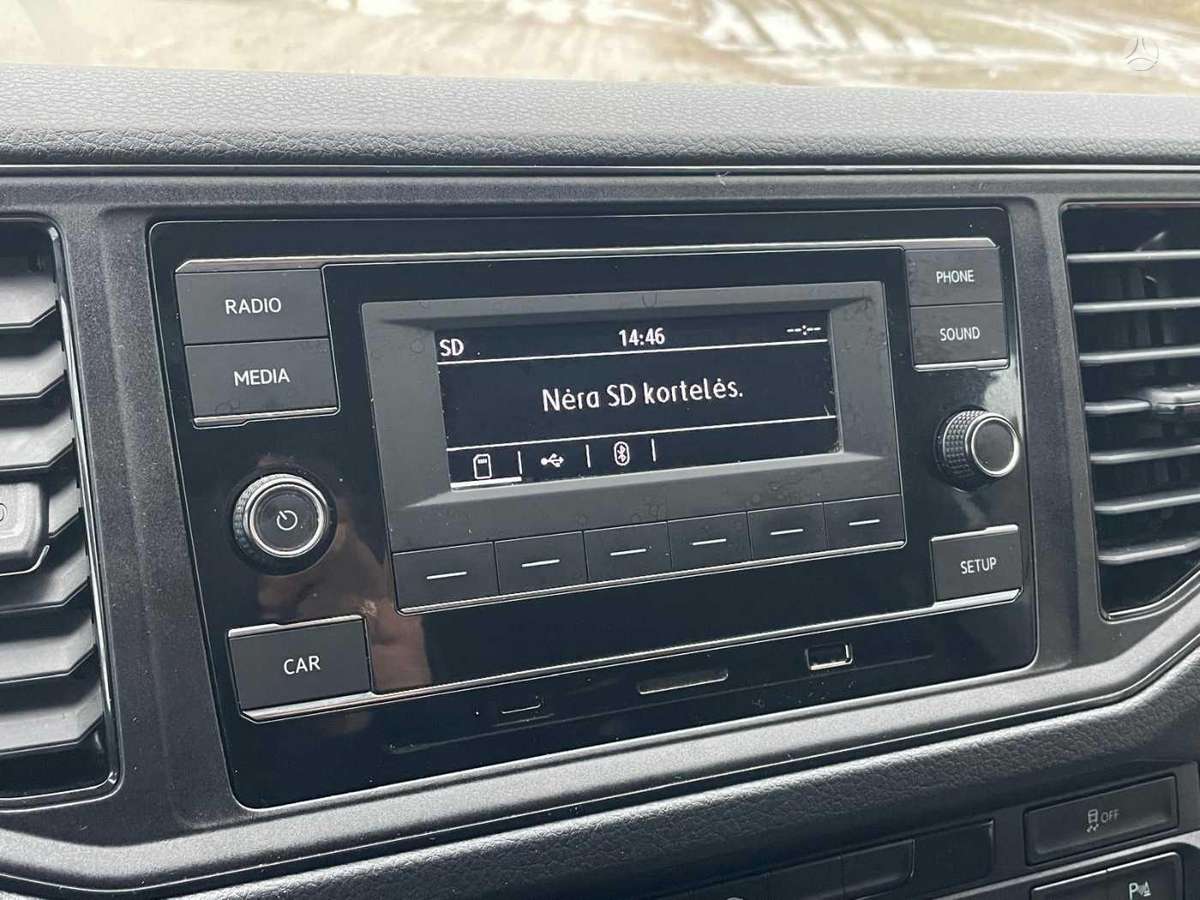 RADIO
MEDIA
PHONE
SOUND
SD 14:46 --:--
Nėra SD kortelės.
SETUP
CAR
OFF
P